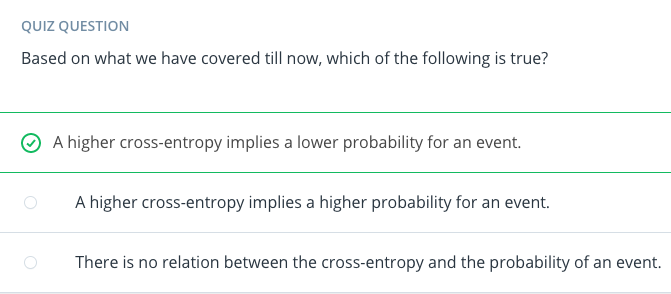 QUIZ QUESTION
Based on what we have covered till now, which of the following is true?
A higher cross-entropy implies a lower probability for an event.
A higher cross-entropy implies a higher probability for an event.
There is no relation between the cross-entropy and the probability of an event.